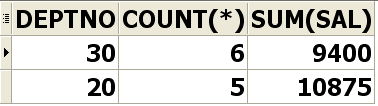 DEPTNO COUNT(*) SUM(SAL)
30 6 9400
20 5 10875